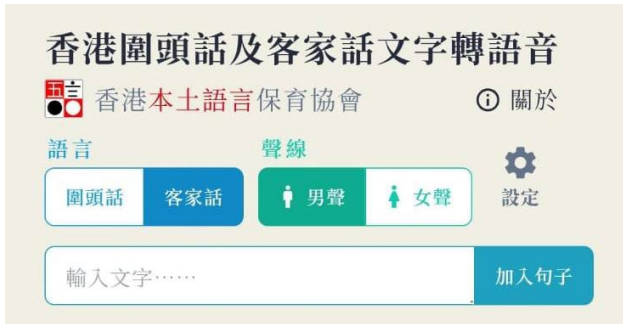 香港圍頭話及客家話文字轉語音
五言 香港本土語言保育協會 關於
語言 聲線
圍頭話 客家話 男聲 女聲 設定
輸入文字…… 加入句子